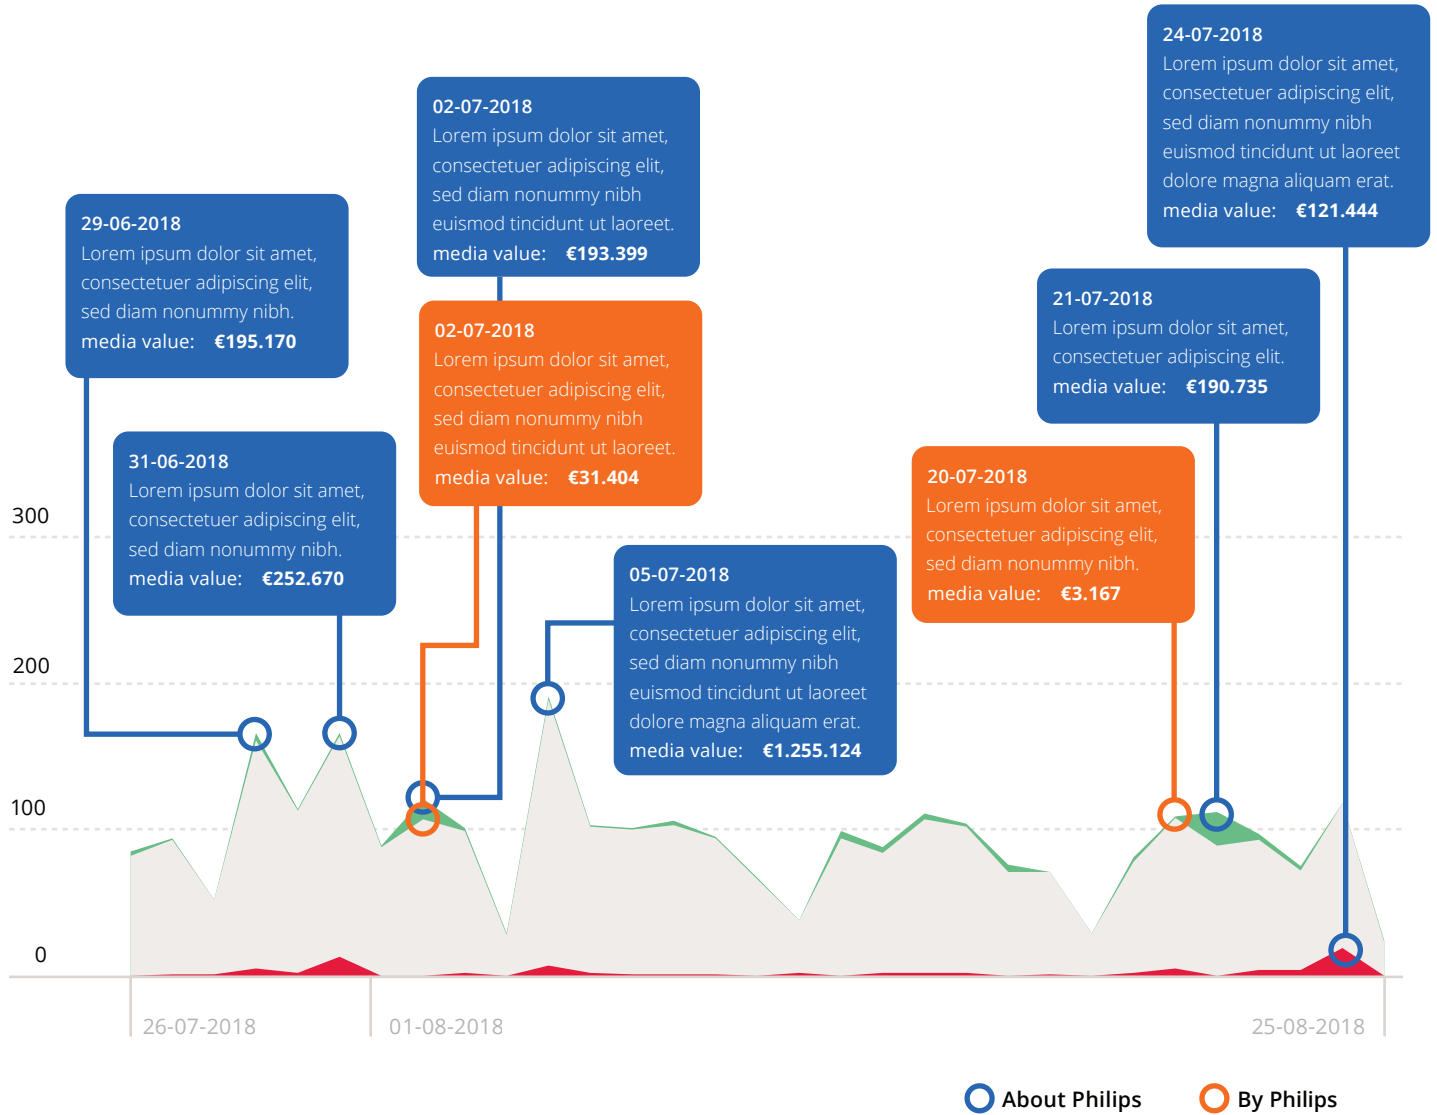 24-07-2018
Lorem ipsum dolor sit amet,
consectetuer adipiscing elit,
sed diam nonummy nibh
euismod tincidunt ut laoreet
dolore magna aliquam erat.
media value: €121.444
02-07-2018
Lorem ipsum dolor sit amet,
consectetuer adipiscing elit,
sed diam nonummy nibh
euismod tincidunt ut laoreet.
media value: €193.399
29-06-2018
Lorem ipsum dolor sit amet,
consectetuer adipiscing elit,
sed diam nonummy nibh.
media value: €195.170
21-07-2018
Lorem ipsum dolor sit amet,
consectetuer adipiscing elit.
media value: €190.735
02-07-2018
Lorem ipsum dolor sit amet,
consectetuer adipiscing elit,
sed diam nonummy nibh
euismod tincidunt ut laoreet.
media value: €31.404
31-06-2018
Lorem ipsum dolor sit amet,
consectetuer adipiscing elit,
sed diam nonummy nibh.
media value: €252.670
20-07-2018
Lorem ipsum dolor sit amet,
consectetuer adipiscing elit,
sed diam nonummy nibh.
media value: €3.167
05-07-2018
Lorem ipsum dolor sit amet,
consectetuer adipiscing elit,
sed diam nonummy nibh
euismod tincidunt ut laoreet
dolore magna aliquam erat.
media value: €1.255.124
300
200
100
0
26-07-2018
01-08-2018
25-08-2018
About Philips
By Philips